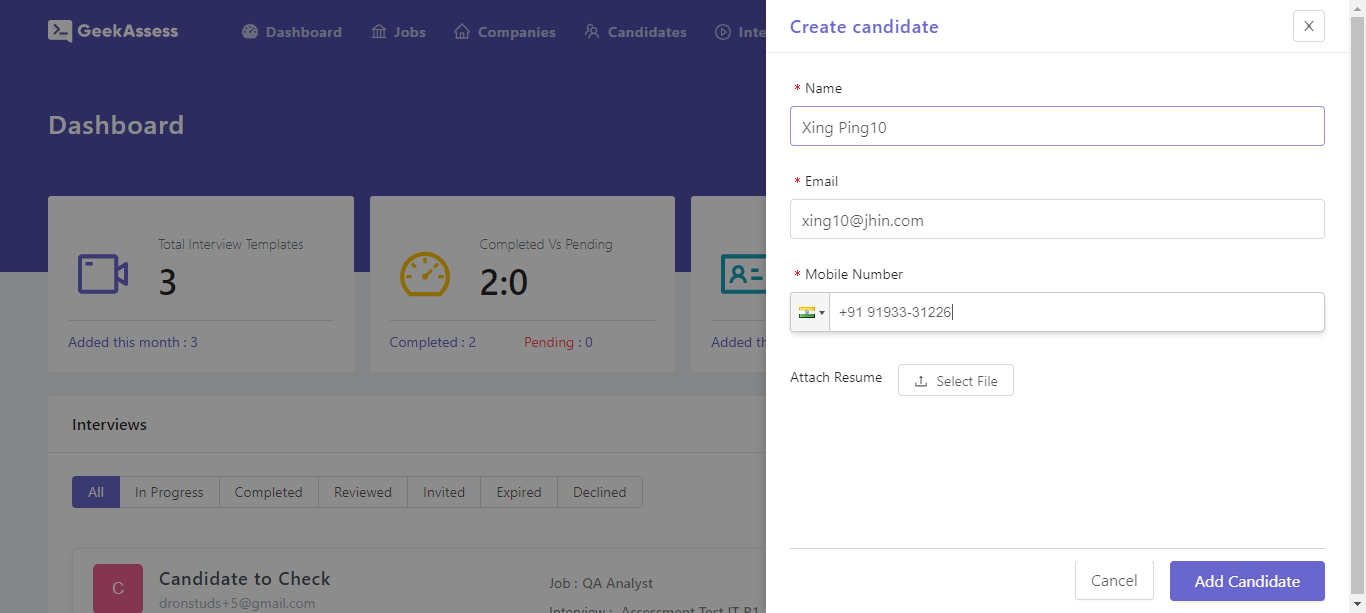 GeekAssess
Dashboard
Jobs
Companies
Candidates
Inte
Dashboard
Total Interview Templates
3
Added this month : 3
Completed Vs Pending
2:0
Completed : 2
Pending : 0
Added th
Interviews
All
In Progress
Completed
Reviewed
Invited
Expired
Declined
C
Candidate to Check
dronstuds+5@gmail.com
Job : QA Analyst
Interview : Assessment Test IT R1
Create candidate
X
* Name
Xing Ping10
* Email
xing10@jhin.com
* Mobile Number
+91 91933-31226
Attach Resume
Select File
Cancel
Add Candidate